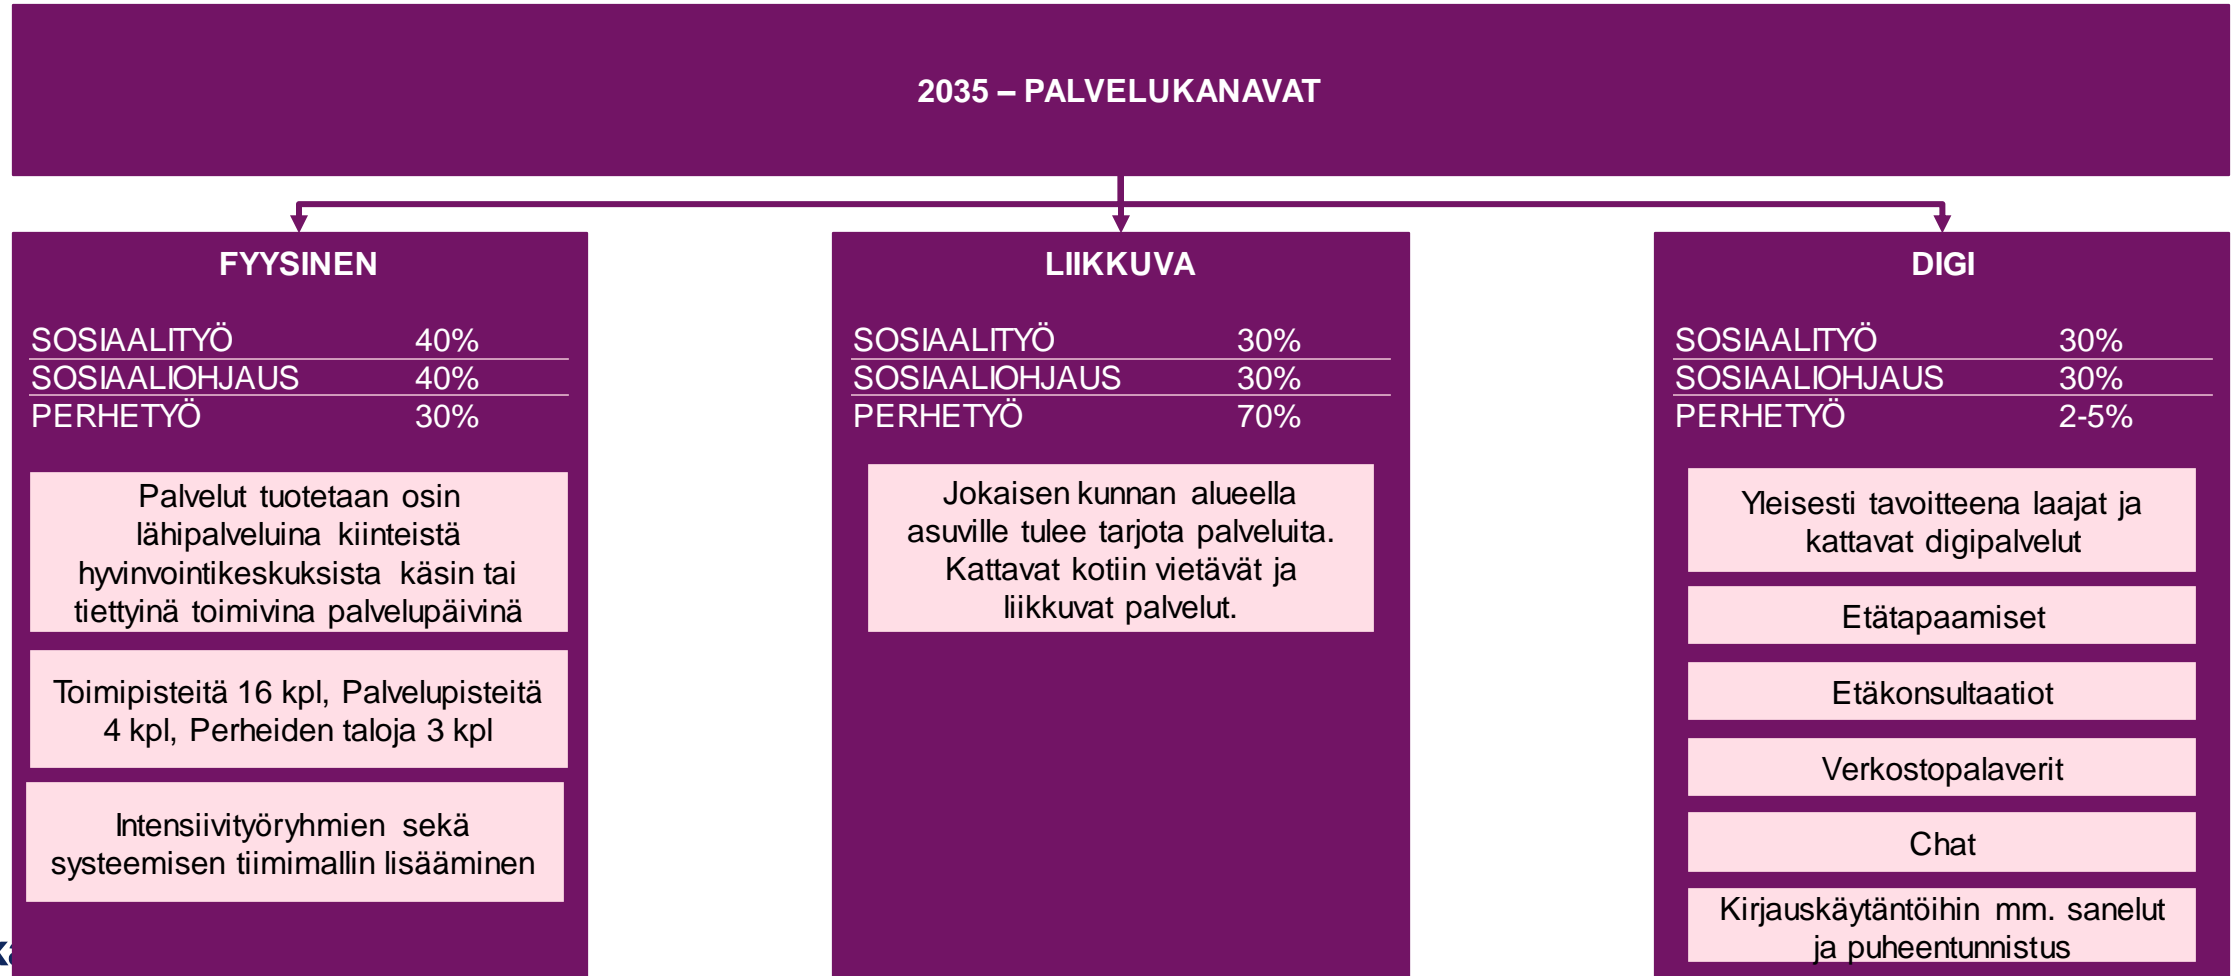 2035 – PALVELUKANAVAT
FYYSINEN
SOSIAALITYÖ 40%
SOSIAALIOHJAUS 40%
PERHETYÖ 30%
Palvelut tuotetaan osin
lähipalveluina kiinteistä
hyvinvointikeskuksista käsin tai
tiettyinä toimivina palvelupäivinä
Toimipisteitä 16 kpl, Palvelupisteitä
4 kpl, Perheiden taloja 3 kpl
Intensiivityöryhmien sekä
systeemisen tiimimallin lisääminen
LIIKKUVA
SOSIAALITYÖ 30%
SOSIAALIOHJAUS 30%
PERHETYÖ 70%
Jokaisen kunnan alueella
asuville tulee tarjota palveluita.
Kattavat kotiin vietävät ja
liikkuvat palvelut.
DIGI
SOSIAALITYÖ 30%
SOSIAALIOHJAUS 30%
PERHETYÖ 2-5%
Yleisesti tavoitteena laajat ja
kattavat digipalvelut
Etätapaamiset
Etäkonsultaatiot
Verkostopalaverit
Chat
Kirjauskäytäntöihin mm. sanelut
ja puheentunnistus